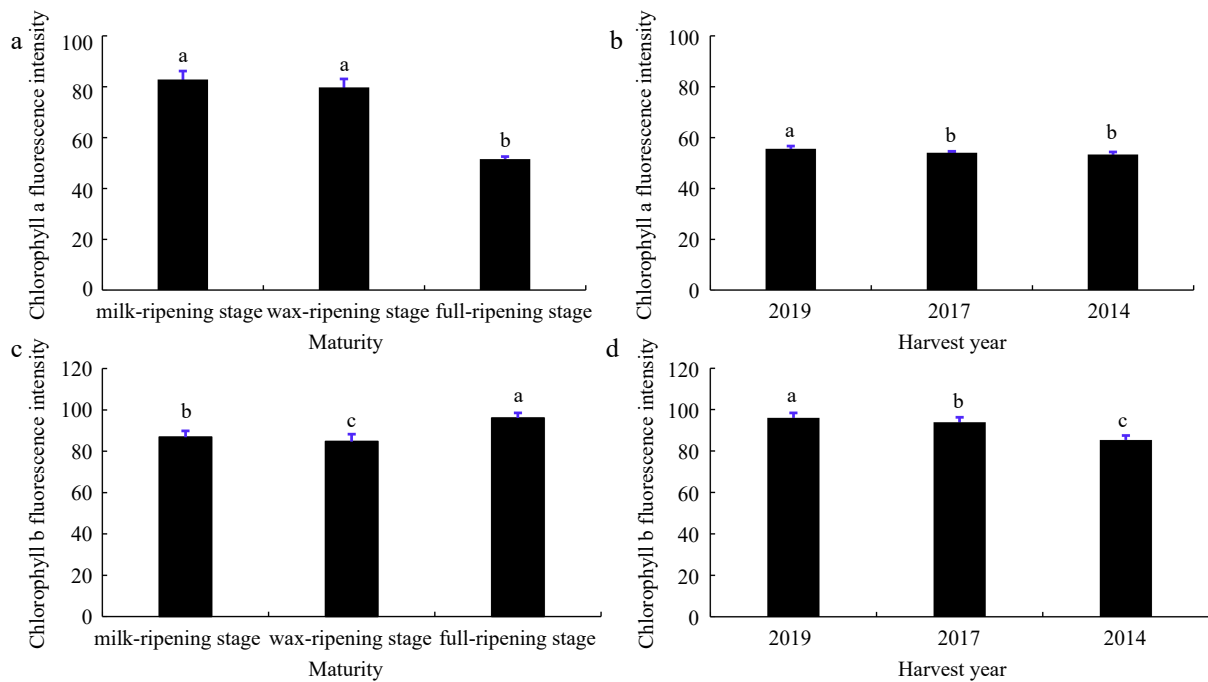 a
Chlorophyll a fluorescence intensity
100
80
60
40
20
0
a
a
b
milk-ripening stage wax-ripening stage full-ripening stage
Maturity
b
Chlorophyll a fluorescence intensity
100
80
60
40
20
0
a
b
b
2019 2017 2014
Harvest year
c
Chlorophyll b fluorescence intensity
120
100
80
60
40
20
0
b
c
a
milk-ripening stage wax-ripening stage full-ripening stage
Maturity
d
Chlorophyll b fluorescence intensity
120
100
80
60
40
20
0
a
b
c
2019 2017 2014
Harvest year